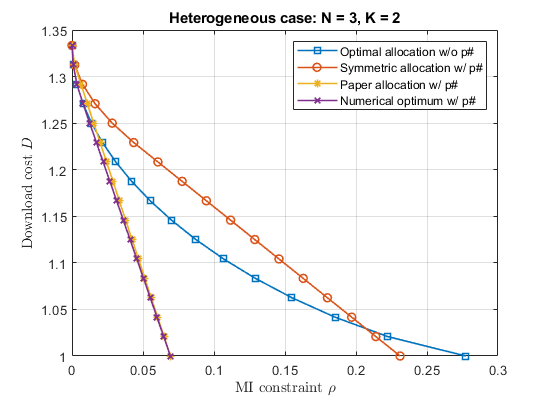 Heterogeneous case: N = 3, K = 2
Optimal allocation w/o p#
Symmetric allocation w/ p#
Paper allocation w/ p#
Numerical optimum w/ p#
Download cost D
1.35
1.3
1.25
1.2
1.15
1.1
1.05
1
0 0.05 0.1 0.15 0.2 0.25 0.3
MI constraint ρ